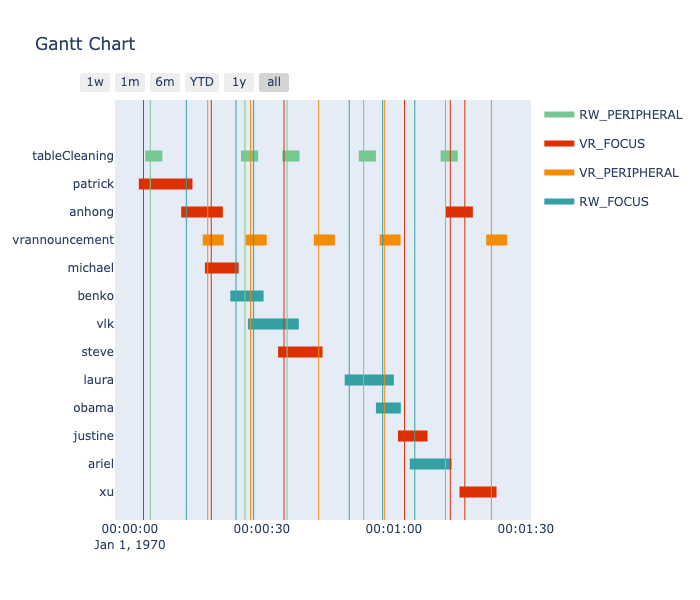 Gantt Chart
1w 1m 6m YTD 1y all
RW_PERIPHERAL
VR_FOCUS
VR_PERIPHERAL
RW_FOCUS
tableCleaning
patrick
anhong
vrannouncement
michael
benko
vlk
steve
laura
obama
justine
ariel
xu
00:00:00 00:00:30 00:01:00 00:01:30
Jan 1, 1970